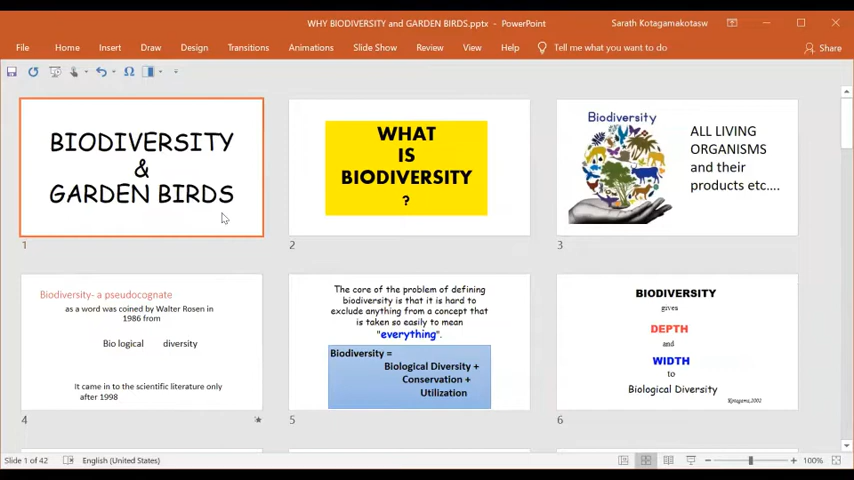 WHY BIODIVERSITY and GARDEN BIRDS.pptx - PowerPoint
Sarath Kotagamakotasw
File Home Insert Draw Design Transitions Animations Slide Show Review View Help Tell me what you want to do Share
BIODIVERSITY
&
GARDEN BIRDS
1
WHAT
IS
BIODIVERSITY
?
2
Biodiversity
ALL LIVING
ORGANISMS
and their
products etc....
3
Biodiversity- a pseudocognate
as a word was coined by Walter Rosen in
1986 from
Bio logical diversity
It came in to the scientific literature only
after 1998
4
The core of the problem of defining
biodiversity is that it is hard to
exclude anything from a concept that
is taken so easily to mean
"everything".
Biodiversity =
Biological Diversity +
Conservation +
Utilization
5
BIODIVERSITY
gives
DEPTH
and
WIDTH
to
Biological Diversity
Kotagama,2002
6
Slide 1 of 42
English (United States)
100%